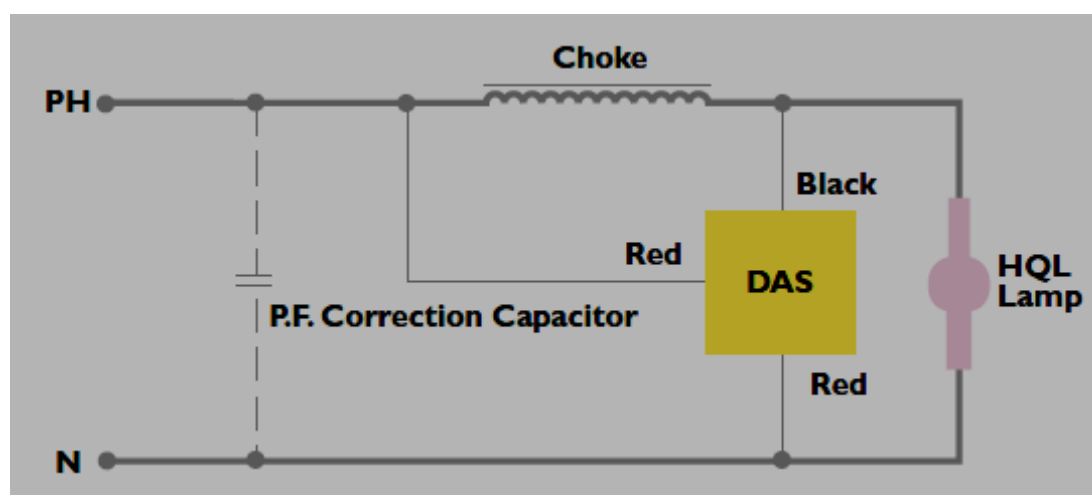 Choke
PH
Black
Red
DAS
HQL
Lamp
P.F. Correction Capacitor
Red
N